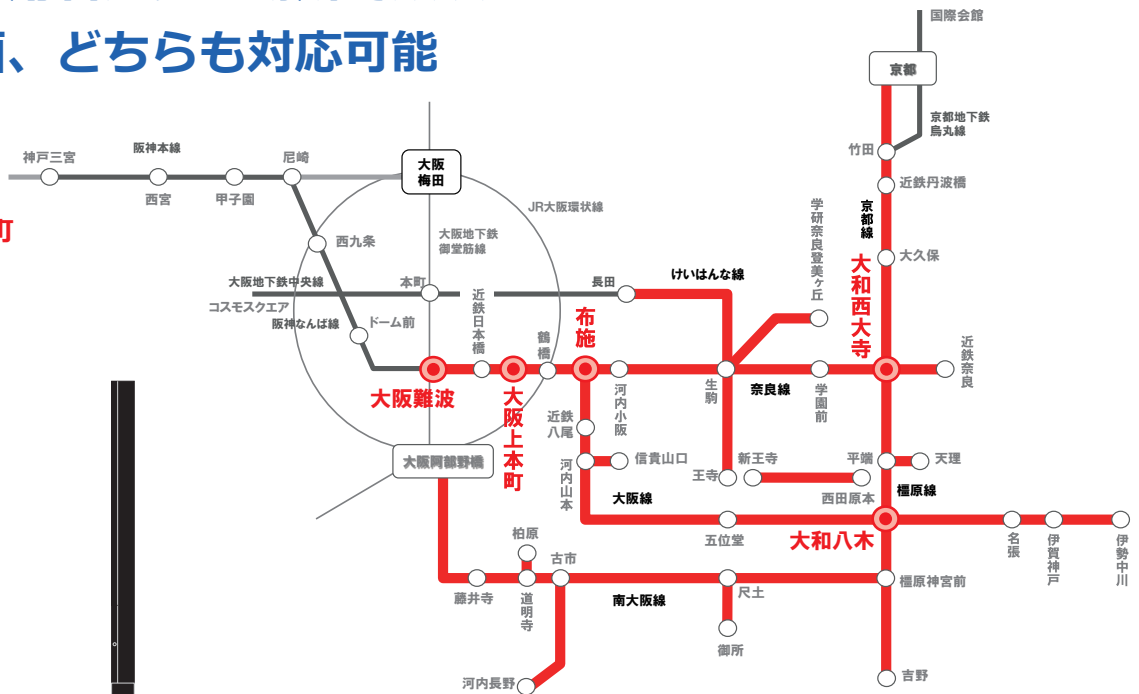 、どちらも対応可能
町
国際会館
京都
京都地下鉄
烏丸線
竹田
近鉄丹波橋
京都線
大久保
大和西大寺
近鉄奈良
学研奈良登美ヶ丘
神戸三宮
阪神本線
尼崎
西宮
甲子園
大阪
梅田
JR大阪環状線
西九条
大阪地下鉄
御堂筋線
大阪地下鉄中央線
本町
長田
けいはんな線
コスモスクエア
阪神なんば線
ドーム前
近鉄日本橋
鶴橋
布施
大阪難波
大阪上本町
河内小阪
生駒
奈良線
学園前
近鉄
八尾
大阪阿部野橋
河内山本
信貴山口
王寺
新王寺
平端
天理
西田原本
橿原線
大阪線
五位堂
大和八木
名張
伊賀神戸
伊勢中川
柏原
古市
藤井寺
道明寺
南大阪線
尺土
橿原神宮前
御所
河内長野
吉野